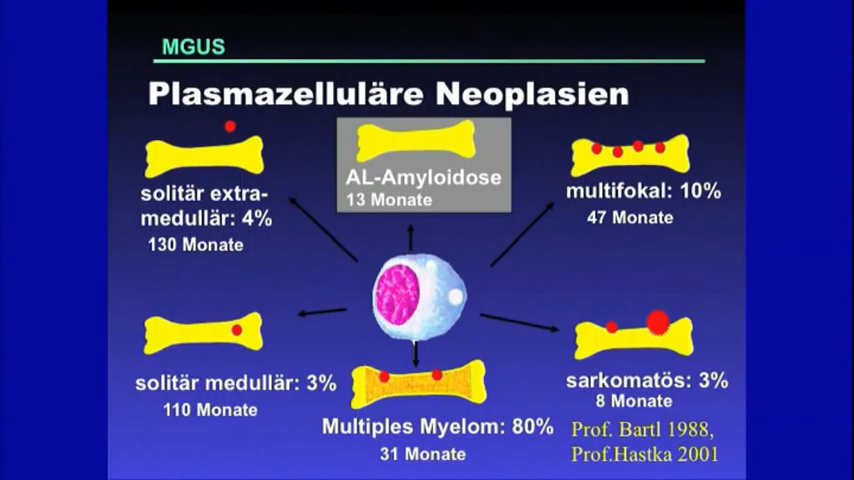 MGUS
Plasmazelluläre Neoplasien
solitär extra-
medullär: 4%
130 Monate
AL-Amyloidose
13 Monate
multifokal: 10%
47 Monate
solitär medullär: 3%
110 Monate
Multiples Myelom: 80%
31 Monate
sarkomatös: 3%
8 Monate
Prof. Bartl 1988,
Prof.Hastka 2001